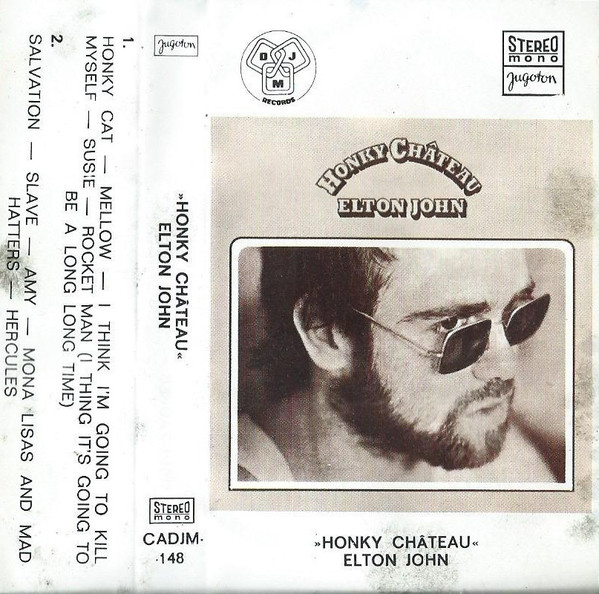 1.
HONKY CAT — MELLOW — I THINK I'M GOING TO KILL
MYSELF — SUSIE — ROCKET MAN (I THING IT'S GOING TO
BE A LONG LONG TIME)
2.
SALVATION — SLAVE — AMY — MONA LISAS AND MAD
HATTERS — HERCULES
Jugoton
»HONKY CHÂTEAU«
ELTON JOHN
STEREO
mono
CADJM-
-148
DJM
RECORDS
STEREO
mono
Jugoton
HONKY CHÂTEAU
ELTON JOHN
»HONKY CHÂTEAU«
ELTON JOHN